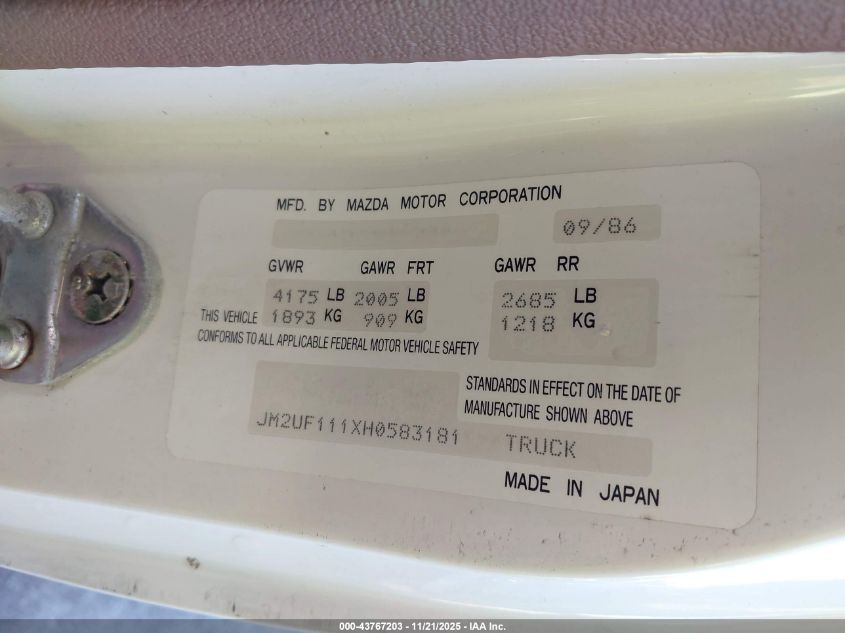 MFD. BY MAZDA MOTOR CORPORATION
09/86
GVWR GAWR FRT GAWR RR
4175 LB 2005 LB 2685 LB
THIS VEHICLE 1893 KG 909 KG 1218 KG
CONFORMS TO ALL APPLICABLE FEDERAL MOTOR VEHICLE SAFETY
STANDARDS IN EFFECT ON THE DATE OF
MANUFACTURE SHOWN ABOVE
JM2UF111XH0583181 TRUCK
MADE IN JAPAN
000-43767203 - 11/21/2025 - IAA Inc.